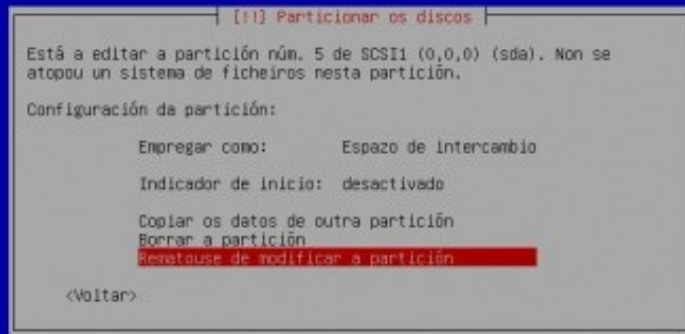 [!!] Particionar os discos
Está a editar a partición núm. 5 de SCSI1 (0,0,0) (sda). Non se
atopou un sistema de ficheiros nesta partición.
Configuración da partición:
Empregar como: Espazo de intercambio
Indicador de inicio: desactivado
Copiar os datos de outra partición
Borrar a partición
Rematouse de modificar a partición
<Voltar>